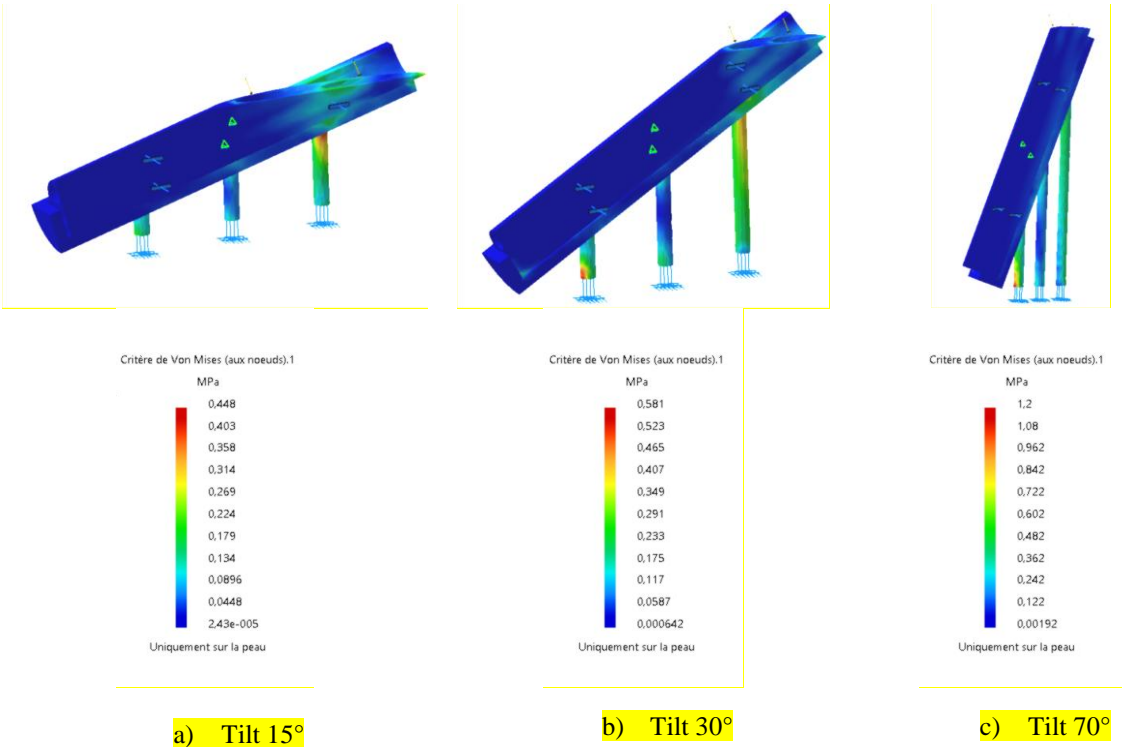 Critère de Von Mises (aux noeuds).1
MPa
0,448
0,403
0,358
0,314
0,269
0,224
0,179
0,134
0,0896
0,0448
2,43e-005
Uniquement sur la peau
Critère de Von Mises (aux noeuds).1
MPa
0,581
0,523
0,465
0,407
0,349
0,291
0,233
0,175
0,117
0,0587
0,000642
Uniquement sur la peau
Critère de Von Mises (aux noeuds).1
MPa
1,2
1,08
0,962
0,842
0,722
0,602
0,482
0,362
0,242
0,122
0,00192
Uniquement sur la peau
a) Tilt 15°
b) Tilt 30°
c) Tilt 70°